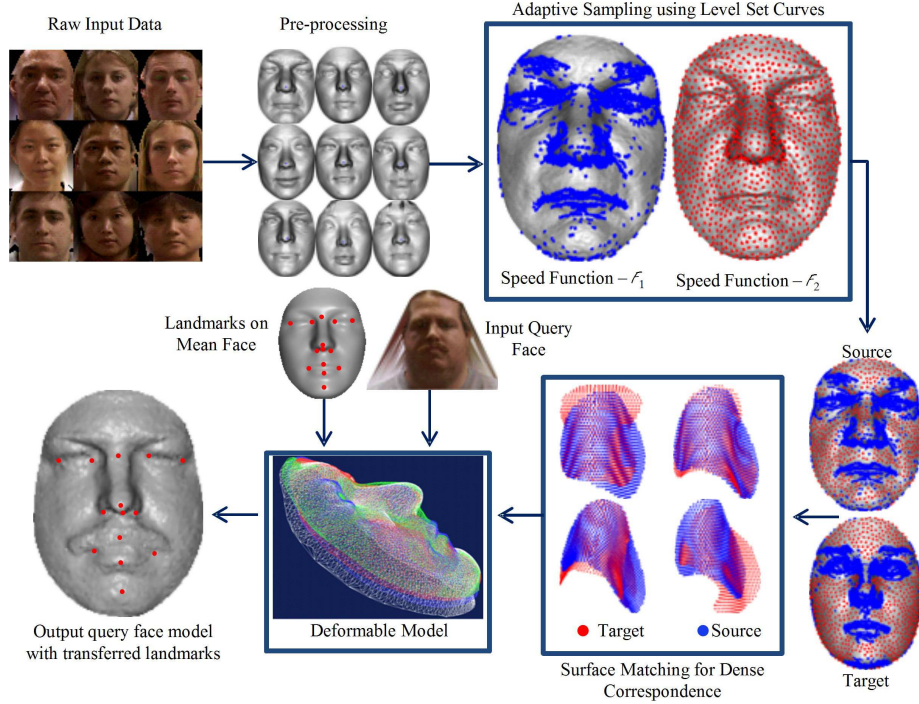 Raw Input Data
Pre-processing
Adaptive Sampling using Level Set Curves
Speed Function – F₁
Speed Function – F₂
Landmarks on
Mean Face
Input Query
Face
Source
Target
Target
Source
Surface Matching for Dense
Correspondence
Deformable Model
Output query face model
with transferred landmarks